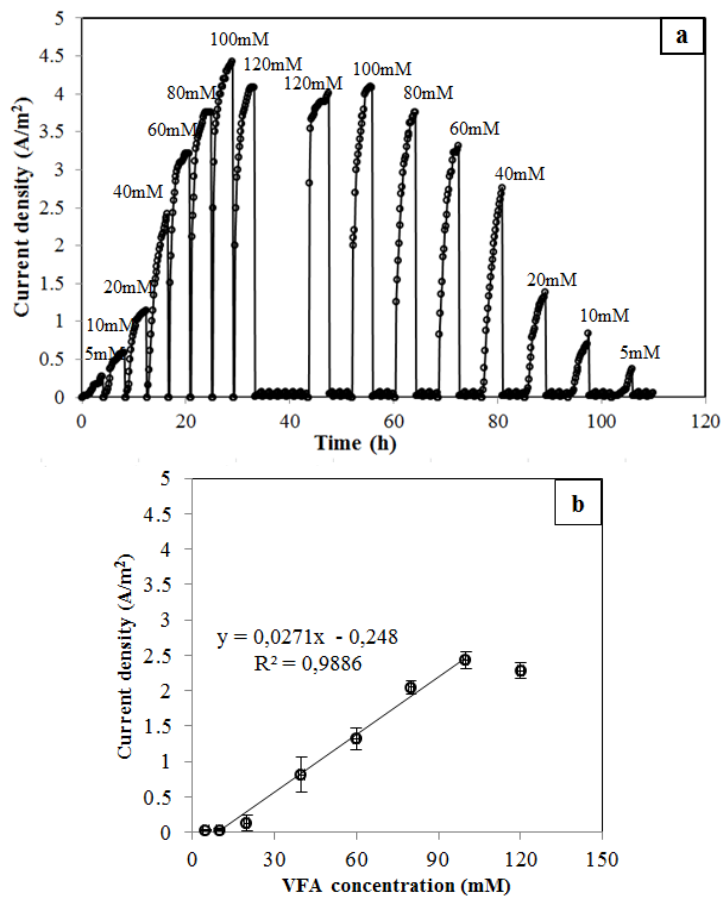 a
Current density (A/m²)
5
4.5
4
3.5
3
2.5
2
1.5
1
0.5
0
5mM
10mM
20mM
40mM
60mM
80mM
100mM
120mM
120mM
100mM
80mM
60mM
40mM
20mM
10mM
5mM
0 20 40 60 80 100 120
Time (h)
b
Current density (A/m²)
5
4.5
4
3.5
3
2.5
2
1.5
1
0.5
0
y = 0,0271x - 0,248
R² = 0,9886
0 30 60 90 120 150
VFA concentration (mM)